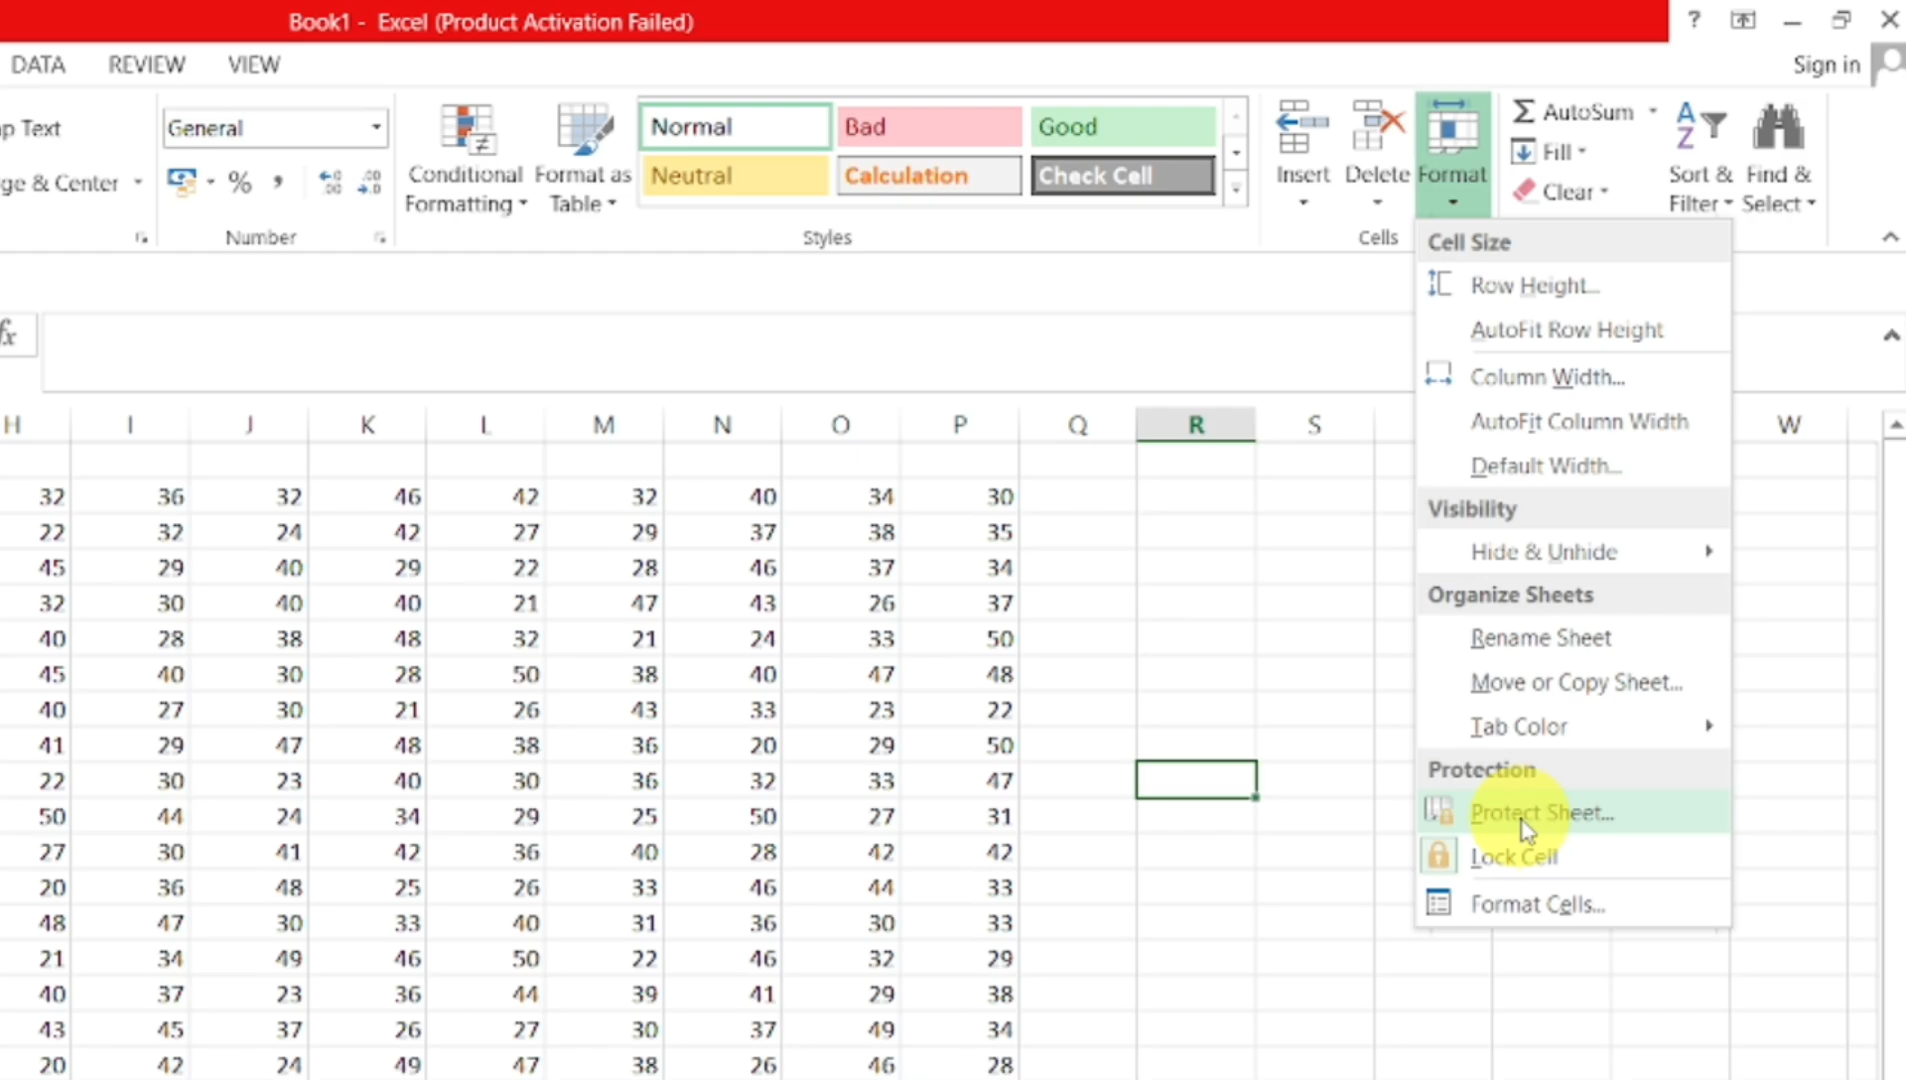 Book1 - Excel (Product Activation Failed)
?
DATA REVIEW VIEW Sign in
p Text General Normal Bad Good AutoSum
ge & Center % , Neutral Calculation Check Cell Fill
Conditional Formatting Format as Table Insert Delete Format Clear Sort & Filter Find & Select
Number Styles Cells
Cell Size
Row Height...
AutoFit Row Height
fx
Column Width...
AutoFit Column Width
Default Width...
Visibility
Hide & Unhide
Organize Sheets
Rename Sheet
Move or Copy Sheet...
Tab Color
Protection
Protect Sheet...
Lock Cell
Format Cells...
H I J K L M N O P Q R S W
32 36 32 46 42 32 40 34 30
22 32 24 42 27 29 37 38 35
45 29 40 29 22 28 46 37 34
32 30 40 40 21 47 43 26 37
40 28 38 48 32 21 24 33 50
45 40 30 28 50 38 40 47 48
40 27 30 21 26 43 33 23 22
41 29 47 48 38 36 20 29 50
22 30 23 40 30 36 32 33 47
50 44 24 34 29 25 50 27 31
27 30 41 42 36 40 28 42 42
20 36 48 25 26 33 46 44 33
48 47 30 33 40 31 36 30 33
21 34 49 46 50 22 46 32 29
40 37 23 36 44 39 41 29 38
43 45 37 26 27 30 37 49 34
20 42 24 49 47 38 26 46 28